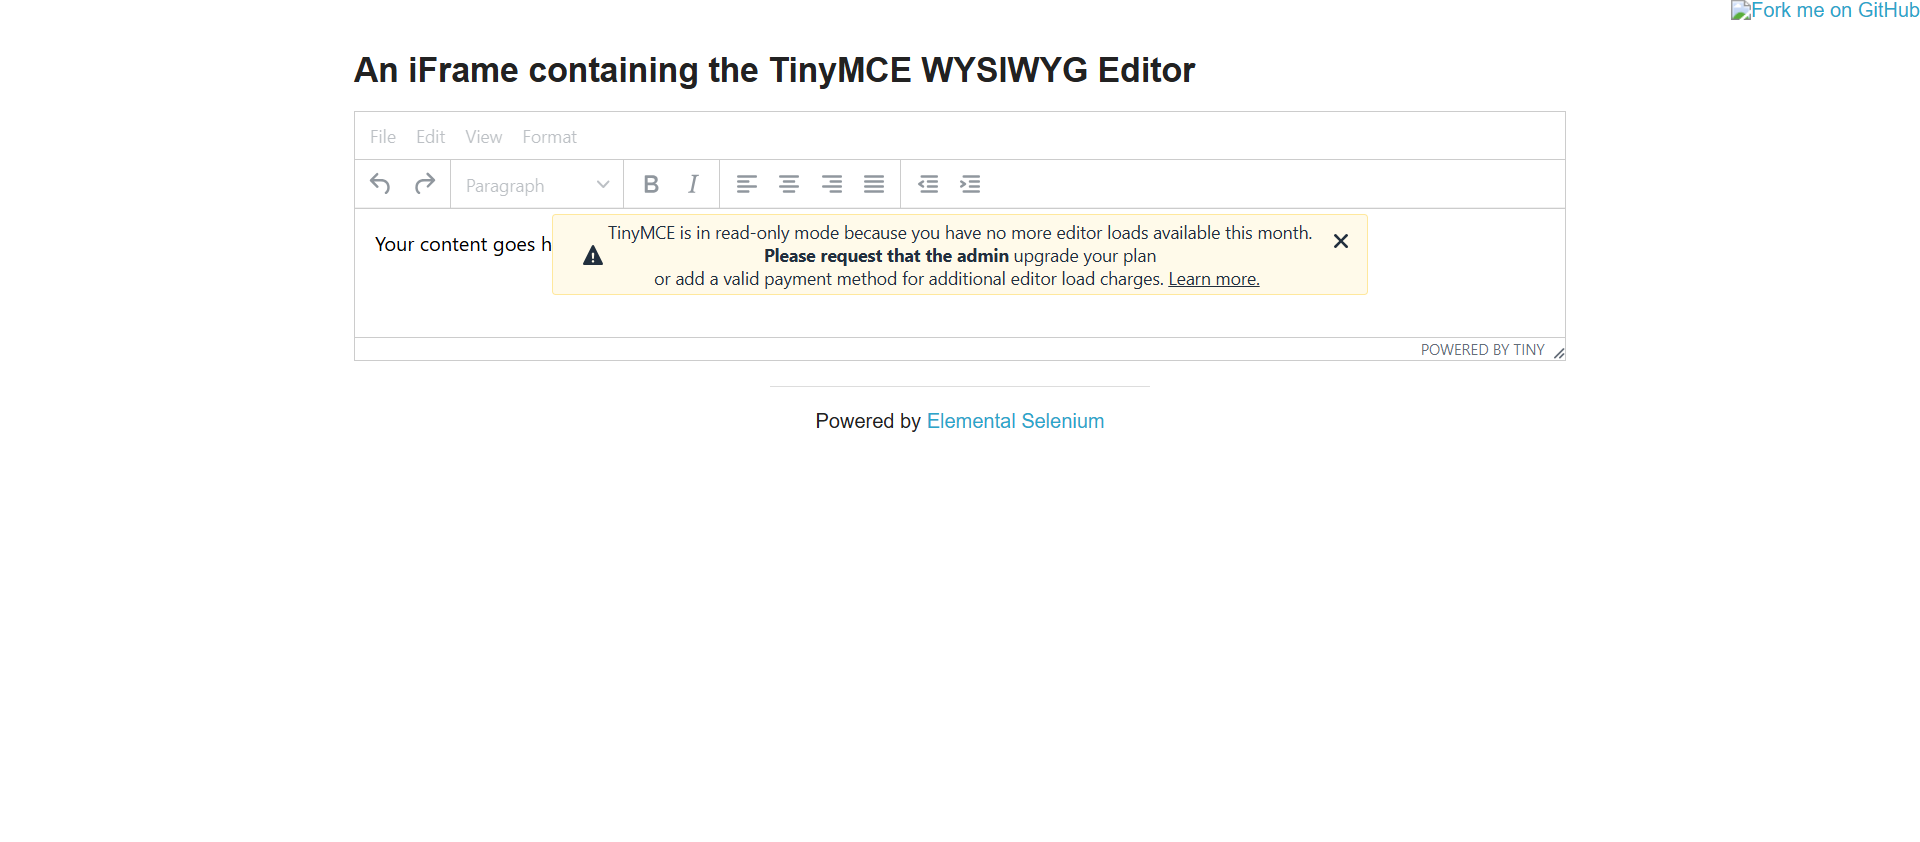 Fork me on GitHub
An iFrame containing the TinyMCE WYSIWYG Editor
File Edit View Format
Paragraph B I
Your content goes h
TinyMCE is in read-only mode because you have no more editor loads available this month.
Please request that the admin upgrade your plan
or add a valid payment method for additional editor load charges. Learn more.
POWERED BY TINY
Powered by Elemental Selenium